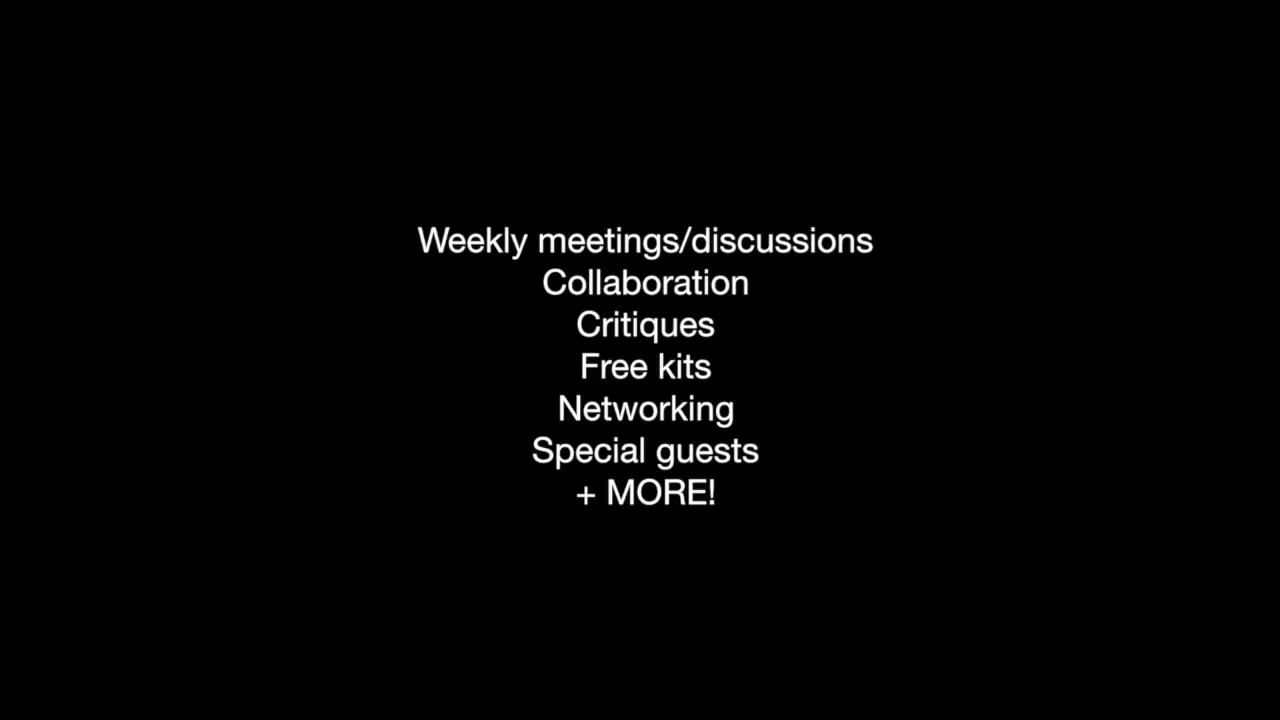 Weekly meetings/discussions
Collaboration
Critiques
Free kits
Networking
Special guests
+ MORE!